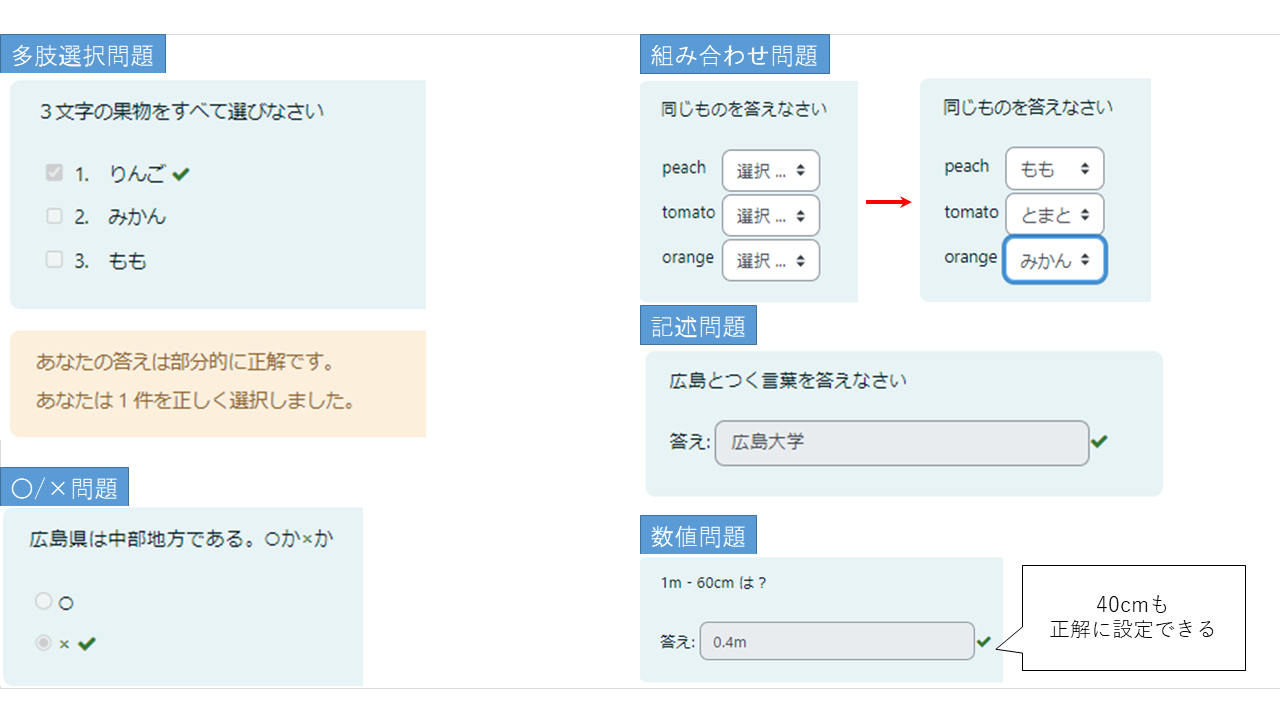 多肢選択問題
３文字の果物をすべて選びなさい
1. りんご
2. みかん
3. もも
あなたの答えは部分的に正解です。
あなたは 1 件を正しく選択しました。
〇/×問題
広島県は中部地方である。○か×か
○
×
組み合わせ問題
同じものを答えなさい
peach 選択 ...
tomato 選択 ...
orange 選択 ...
同じものを答えなさい
peach もも
tomato とまと
orange みかん
記述問題
広島とつく言葉を答えなさい
答え: 広島大学
数値問題
1m - 60cm は？
答え: 0.4m
40cmも
正解に設定できる